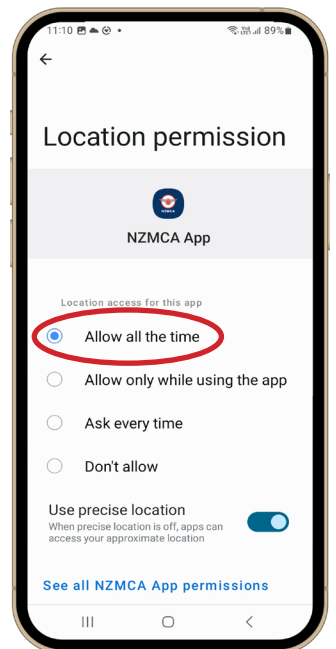 11:10 89%
Location permission
NZMCA
NZMCA App
Location access for this app
Allow all the time
Allow only while using the app
Ask every time
Don't allow
Use precise location
When precise location is off, apps can
access your approximate location
See all NZMCA App permissions